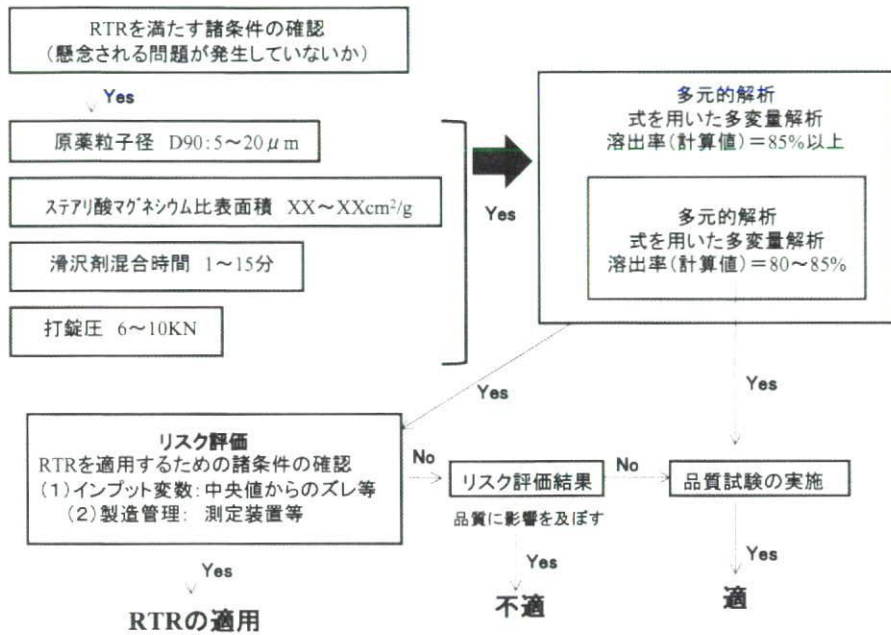 RTRを満たす諸条件の確認
(懸念される問題が発生していないか)
Yes
原薬粒子径 D90:5～20μm
ステアリ酸マグネシウム比表面積 XX～XXcm²/g
滑沢剤混合時間 1～15分
打錠圧 6～10KN
Yes
多元的解析
式を用いた多変量解析
溶出率(計算値)=85%以上
多元的解析
式を用いた多変量解析
溶出率(計算値)=80～85%
Yes
Yes
リスク評価
RTRを適用するための諸条件の確認
(1)インプット変数:中央値からのズレ等
(2)製造管理: 測定装置等
No
リスク評価結果
No
品質試験の実施
品質に影響を及ぼす
Yes
Yes
Yes
RTRの適用
不適
適